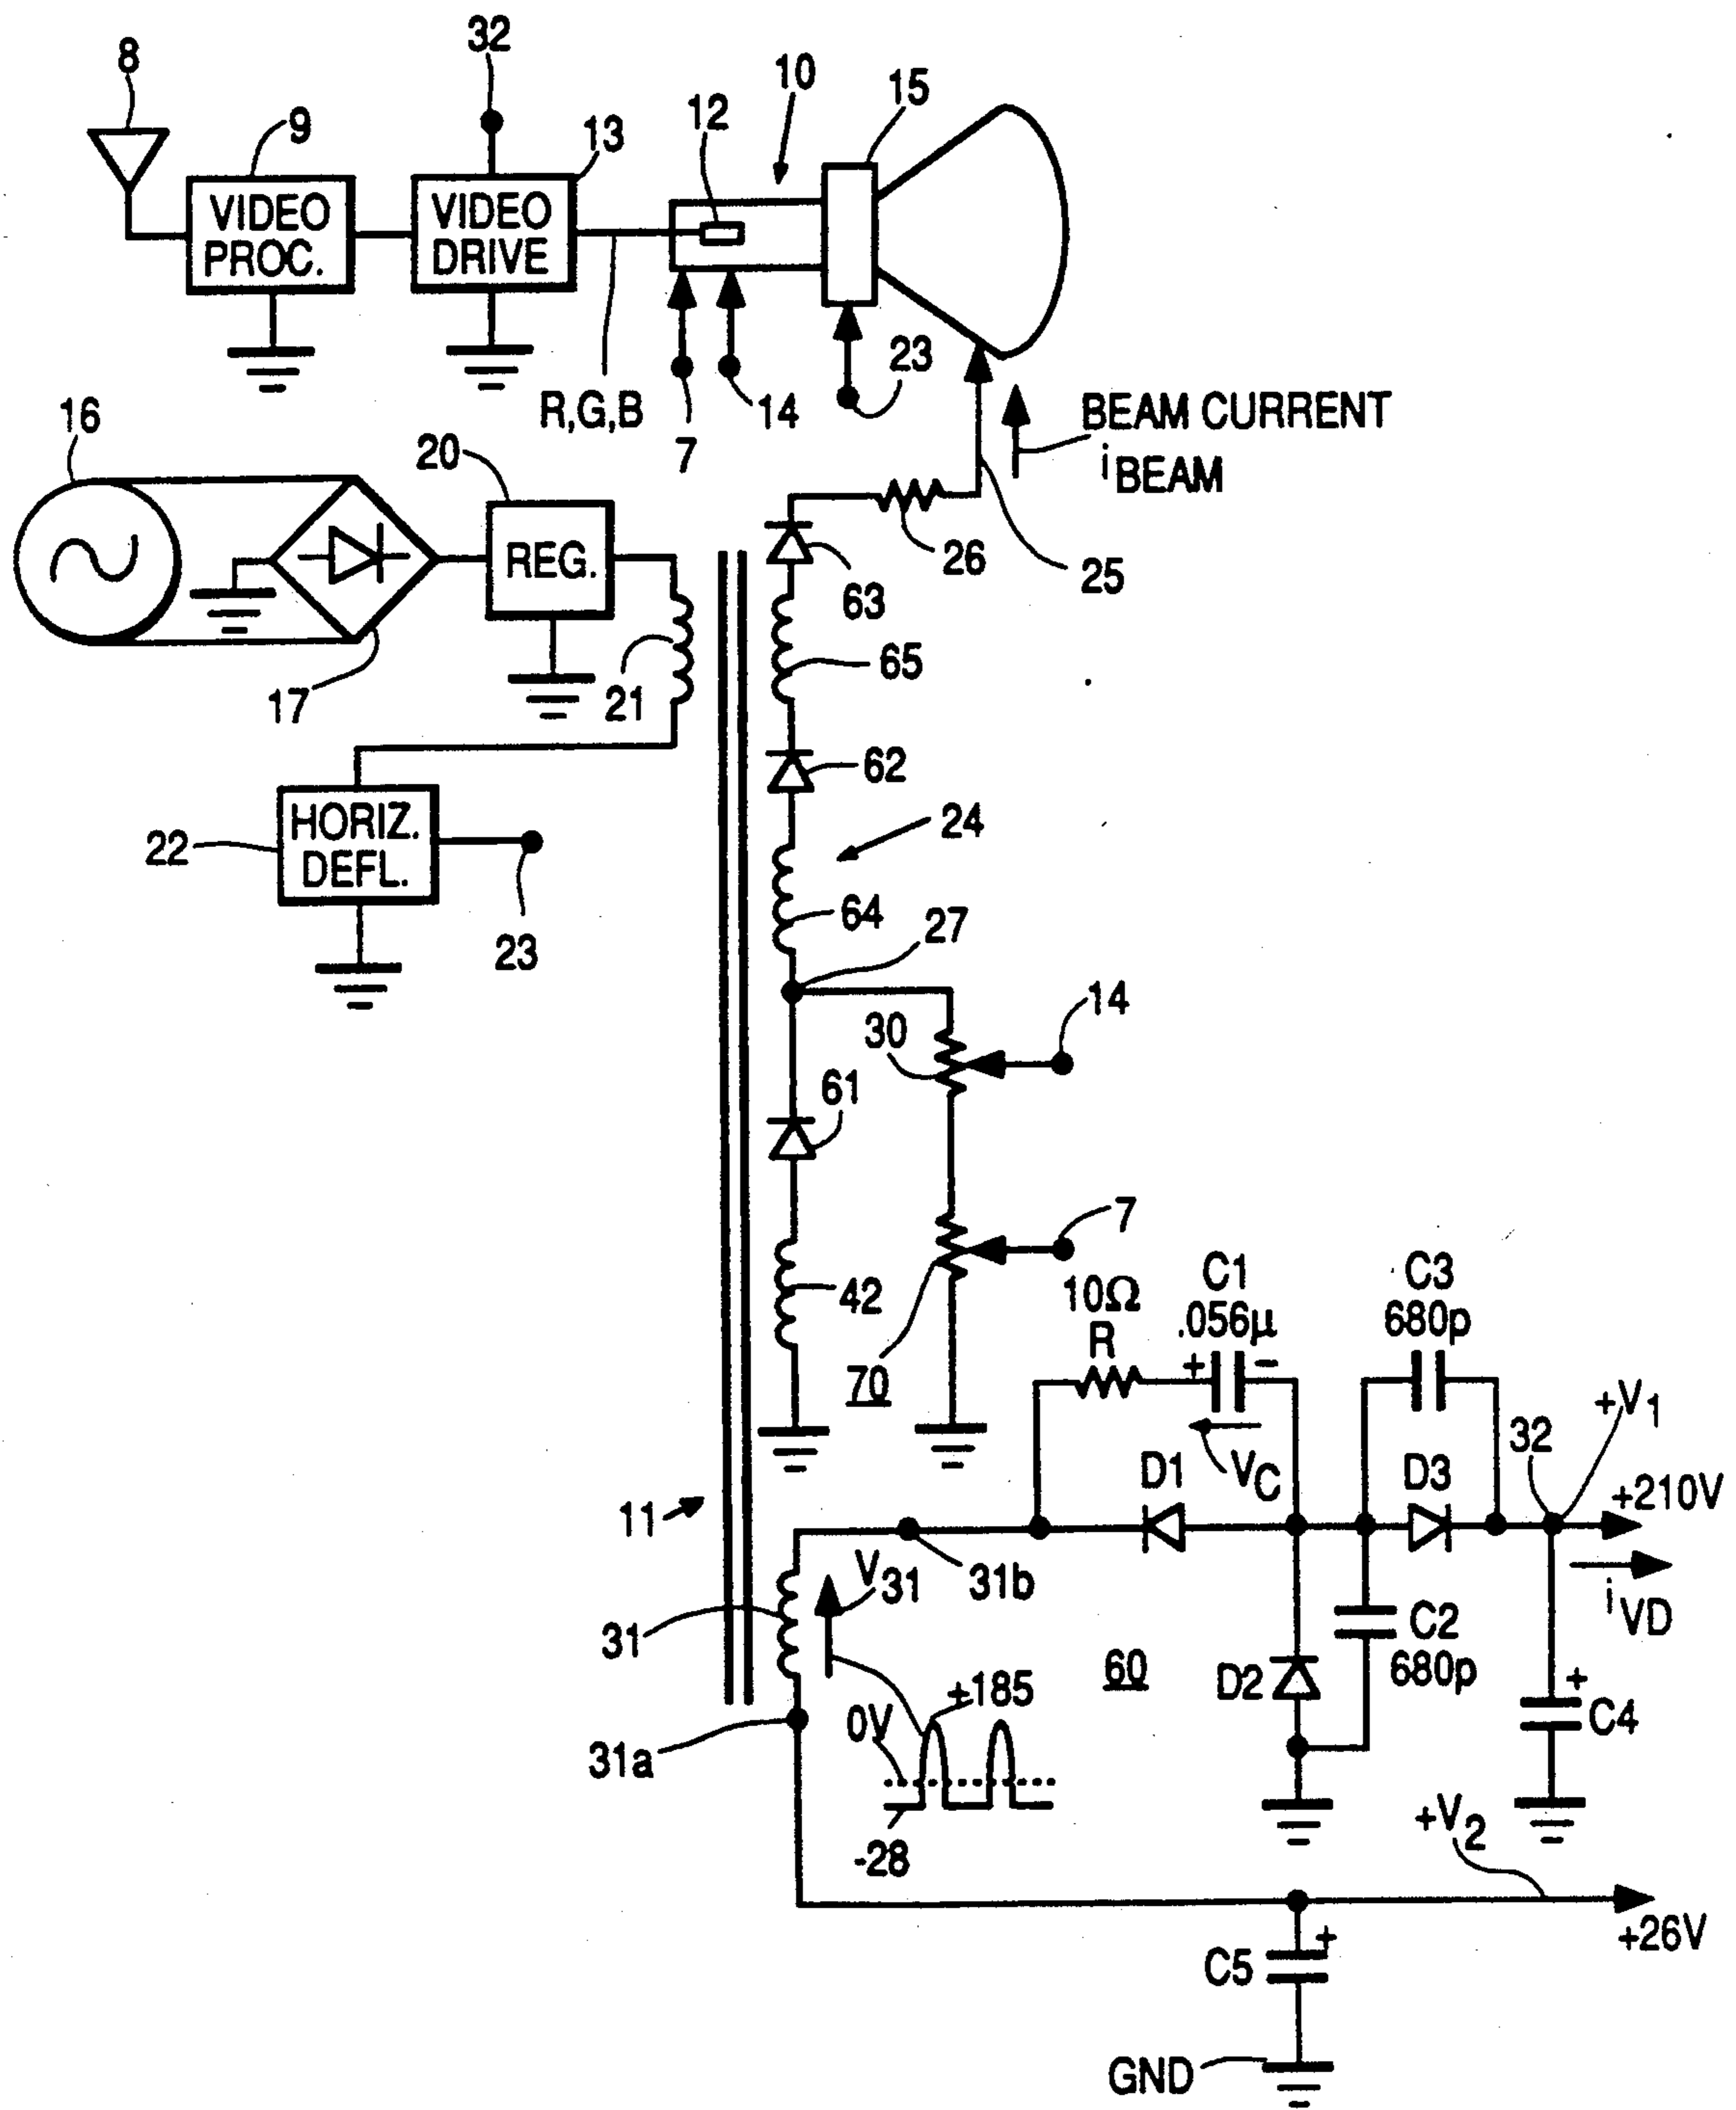 32
8
10
15
9
12
13
VIDEO PROC.
VIDEO DRIVE
R,G,B
7
14
23
BEAM CURRENT
iBEAM
16
20
REG.
26
25
63
17
21
65
62
HORIZ. DEFL.
22
24
64
27
23
14
30
61
7
42
10Ω
R
C1
.056μ
+ -
C3
680p
70
+V1
32
VC
D1
D3
+210V
11
31b
V31
iVD
31
60
D2
C2
680p
±185
0V
+
C4
31a
-28
+V2
+26V
+
C5
GND